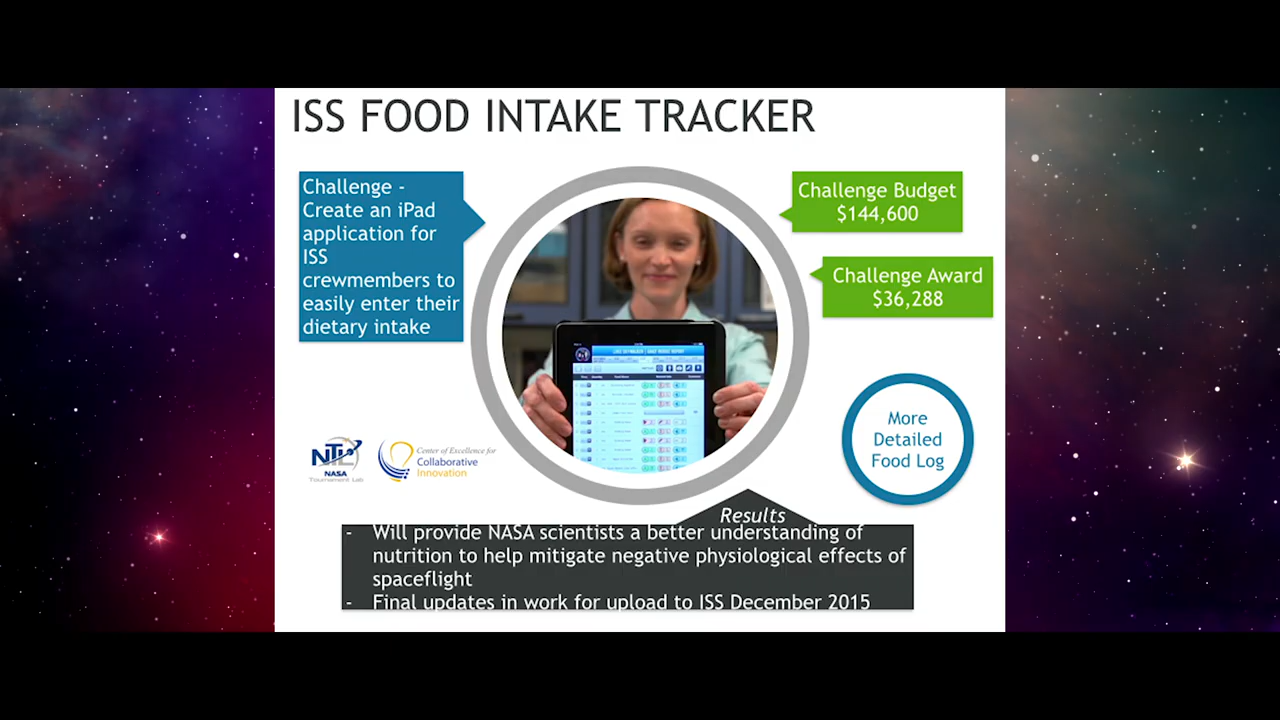 ISS FOOD INTAKE TRACKER
Challenge -
Create an iPad
application for
ISS
crewmembers to
easily enter their
dietary intake
Challenge Budget
$144,600
Challenge Award
$36,288
More
Detailed
Food Log
NTL
NASA
Tournament Lab
Center of Excellence for
Collaborative
Innovation
Results
- Will provide NASA scientists a better understanding of
nutrition to help mitigate negative physiological effects of
spaceflight
- Final updates in work for upload to ISS December 2015